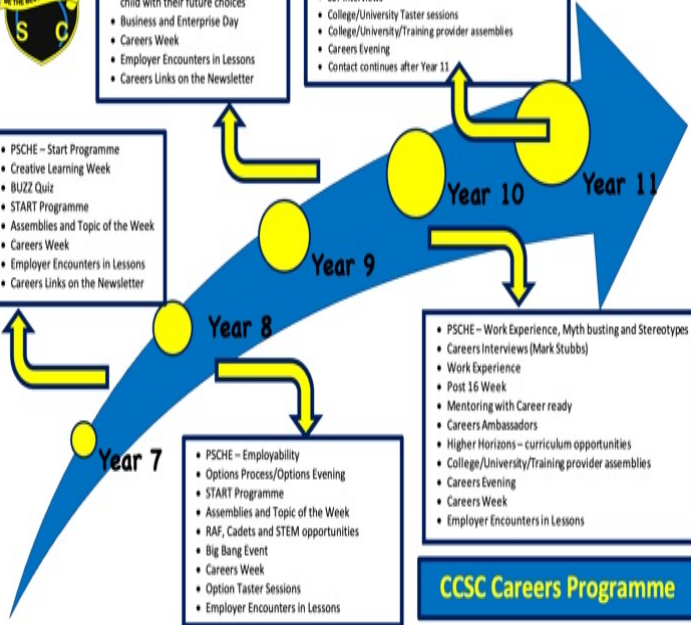 S C
child with their future choices
• Business and Enterprise Day
• Careers Week
• Employer Encounters in Lessons
• Careers Links on the Newsletter
• College/University Taster sessions
• College/University/Training provider assemblies
• Careers Evening
• Contact continues after Year 11
• PSCHE – Start Programme
• Creative Learning Week
• BUZZ Quiz
• START Programme
• Assemblies and Topic of the Week
• Careers Week
• Employer Encounters in Lessons
• Careers Links on the Newsletter
Year 11
Year 10
Year 9
Year 8
Year 7
• PSCHE – Employability
• Options Process/Options Evening
• START Programme
• Assemblies and Topic of the Week
• RAF, Cadets and STEM opportunities
• Big Bang Event
• Careers Week
• Option Taster Sessions
• Employer Encounters in Lessons
• PSCHE – Work Experience, Myth busting and Stereotypes
• Careers Interviews (Mark Stubbs)
• Work Experience
• Post 16 Week
• Mentoring with Career ready
• Careers Ambassadors
• Higher Horizons – curriculum opportunities
• College/University/Training provider assemblies
• Careers Evening
• Careers Week
• Employer Encounters in Lessons
CCSC Careers Programme